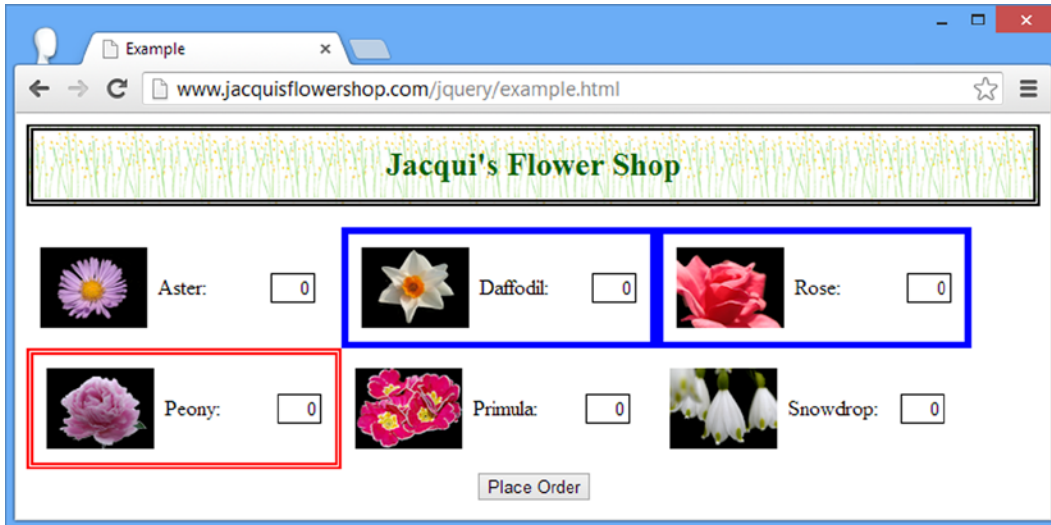 Example
www.jacquisflowershop.com/jquery/example.html
Jacqui's Flower Shop
Aster: 0 Daffodil: 0 Rose: 0
Peony: 0 Primula: 0 Snowdrop: 0
Place Order